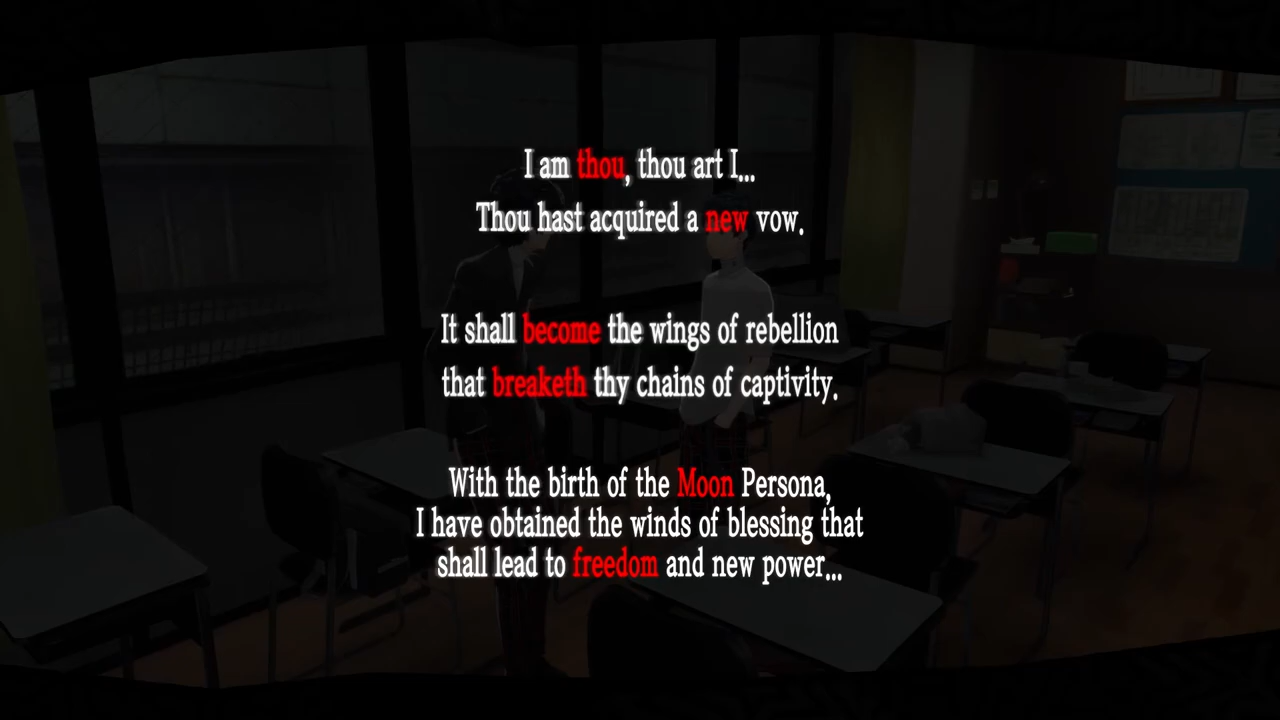 I am thou, thou art I...
Thou hast acquired a new vow.
It shall become the wings of rebellion
that breaketh thy chains of captivity.
With the birth of the Moon Persona,
I have obtained the winds of blessing that
shall lead to freedom and new power...